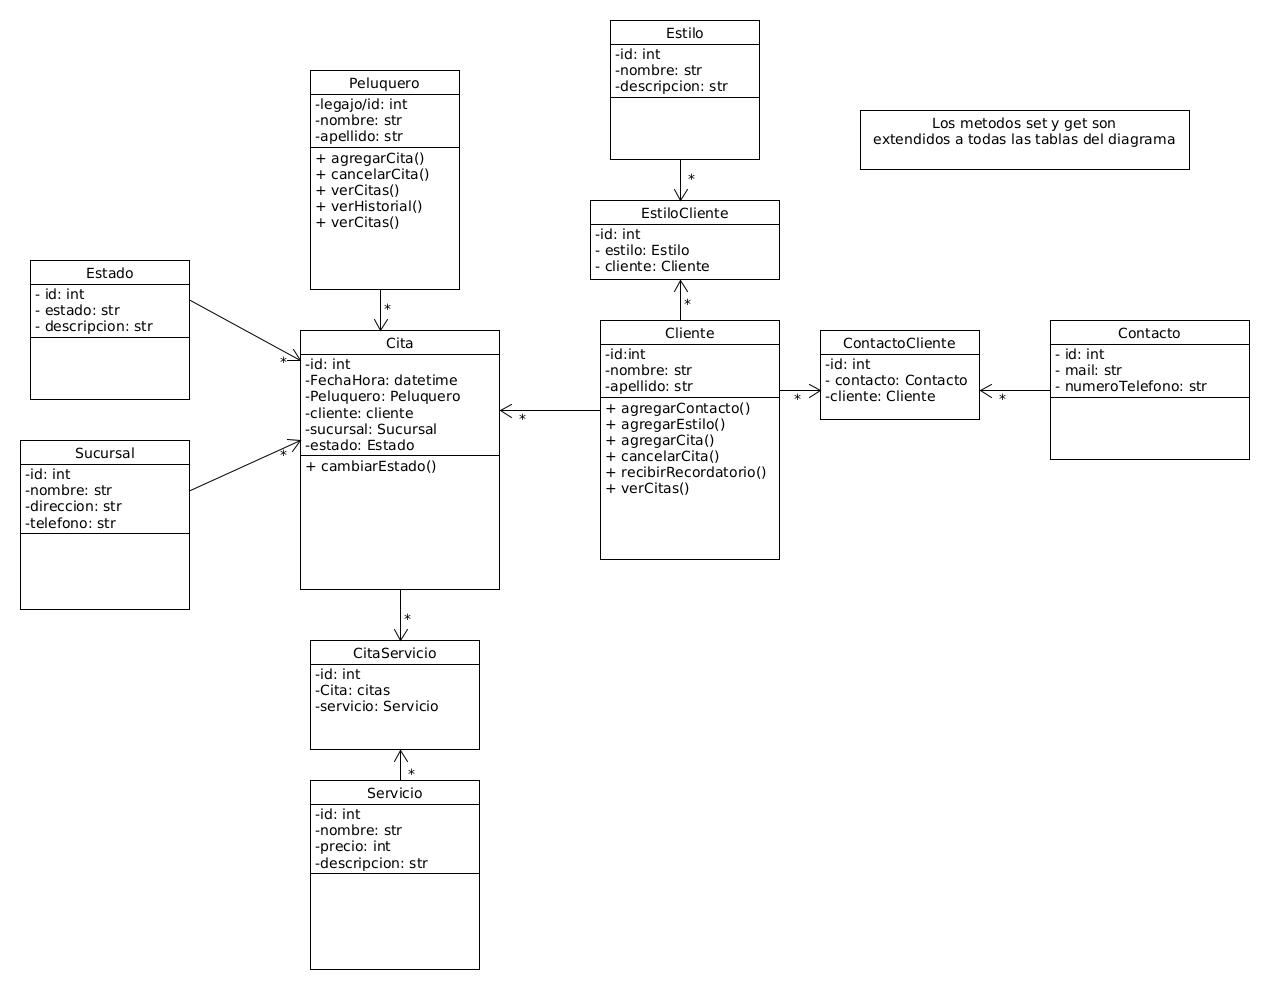 Estilo
-id: int
-nombre: str
-descripcion: str
Peluquero
-legajo/id: int
-nombre: str
-apellido: str
+ agregarCita()
+ cancelarCita()
+ verCitas()
+ verHistorial()
+ verCitas()
Los metodos set y get son
extendidos a todas las tablas del diagrama
*
EstiloCliente
-id: int
- estilo: Estilo
- cliente: Cliente
*
Estado
- id: int
- estado: str
- descripcion: str
*
*
Cita
-id: int
-FechaHora: datetime
-Peluquero: Peluquero
-cliente: cliente
-sucursal: Sucursal
-estado: Estado
+ cambiarEstado()
*
Cliente
-id:int
-nombre: str
-apellido: str
+ agregarContacto()
+ agregarEstilo()
+ agregarCita()
+ cancelarCita()
+ recibirRecordatorio()
+ verCitas()
*
ContactoCliente
-id: int
- contacto: Contacto
-cliente: Cliente
*
Contacto
- id: int
- mail: str
- numeroTelefono: str
Sucursal
-id: int
-nombre: str
-direccion: str
-telefono: str
*
*
CitaServicio
-id: int
-Cita: citas
-servicio: Servicio
*
Servicio
-id: int
-nombre: str
-precio: int
-descripcion: str